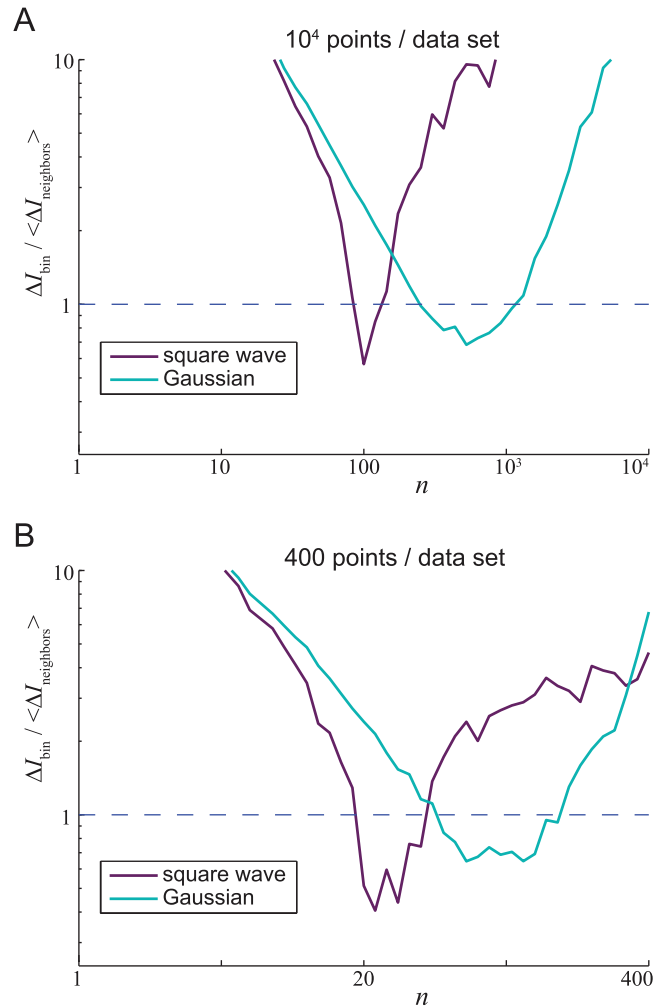 A
10⁴ points / data set
10
1
ΔI_bin / <ΔI_neighbors>
square wave
Gaussian
1
10
100
10³
10⁴
n
B
400 points / data set
10
1
ΔI_bin / <ΔI_neighbors>
square wave
Gaussian
1
20
400
n